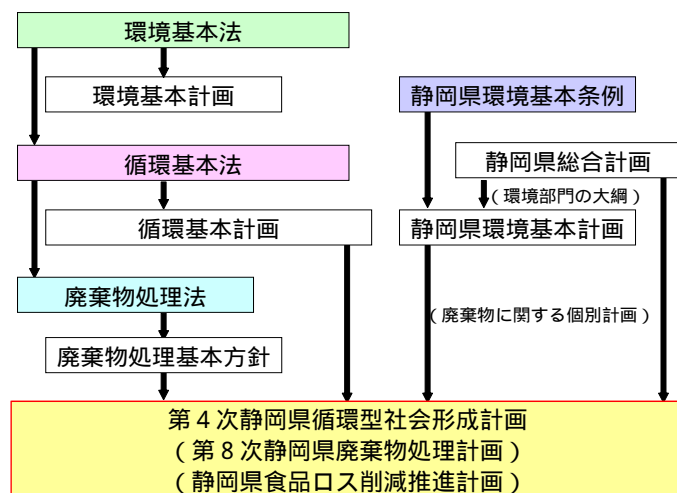 環境基本法
環境基本計画
循環基本法
循環基本計画
廃棄物処理法
廃棄物処理基本方針
静岡県環境基本条例
静岡県総合計画
(環境部門の大綱)
静岡県環境基本計画
(廃棄物に関する個別計画)
第4次静岡県循環型社会形成計画
(第8次静岡県廃棄物処理計画)
(静岡県食品ロス削減推進計画)